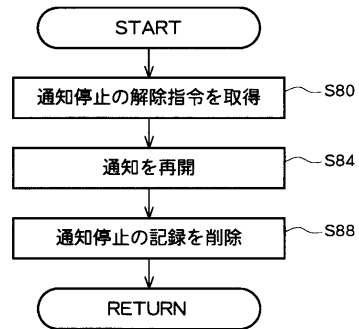 START
通知停止の解除指令を取得
S80
通知を再開
S84
通知停止の記録を削除
S88
RETURN